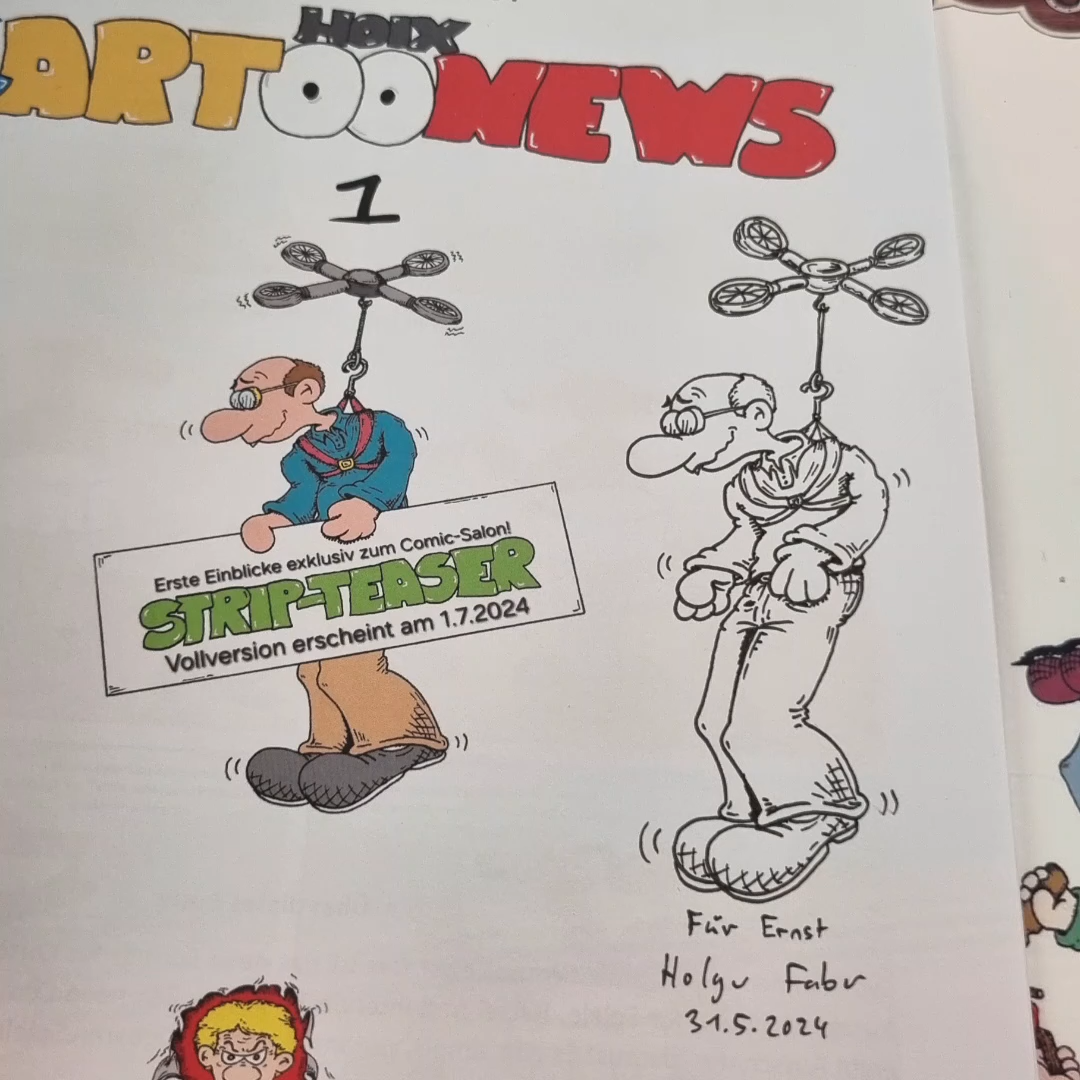 HOIX
ARTOONEWS
1
Erste Einblicke exklusiv zum Comic-Salon!
STRIP-TEASER
Vollversion erscheint am 1.7.2024
Für Ernst
Holger Faber
31.5.2024